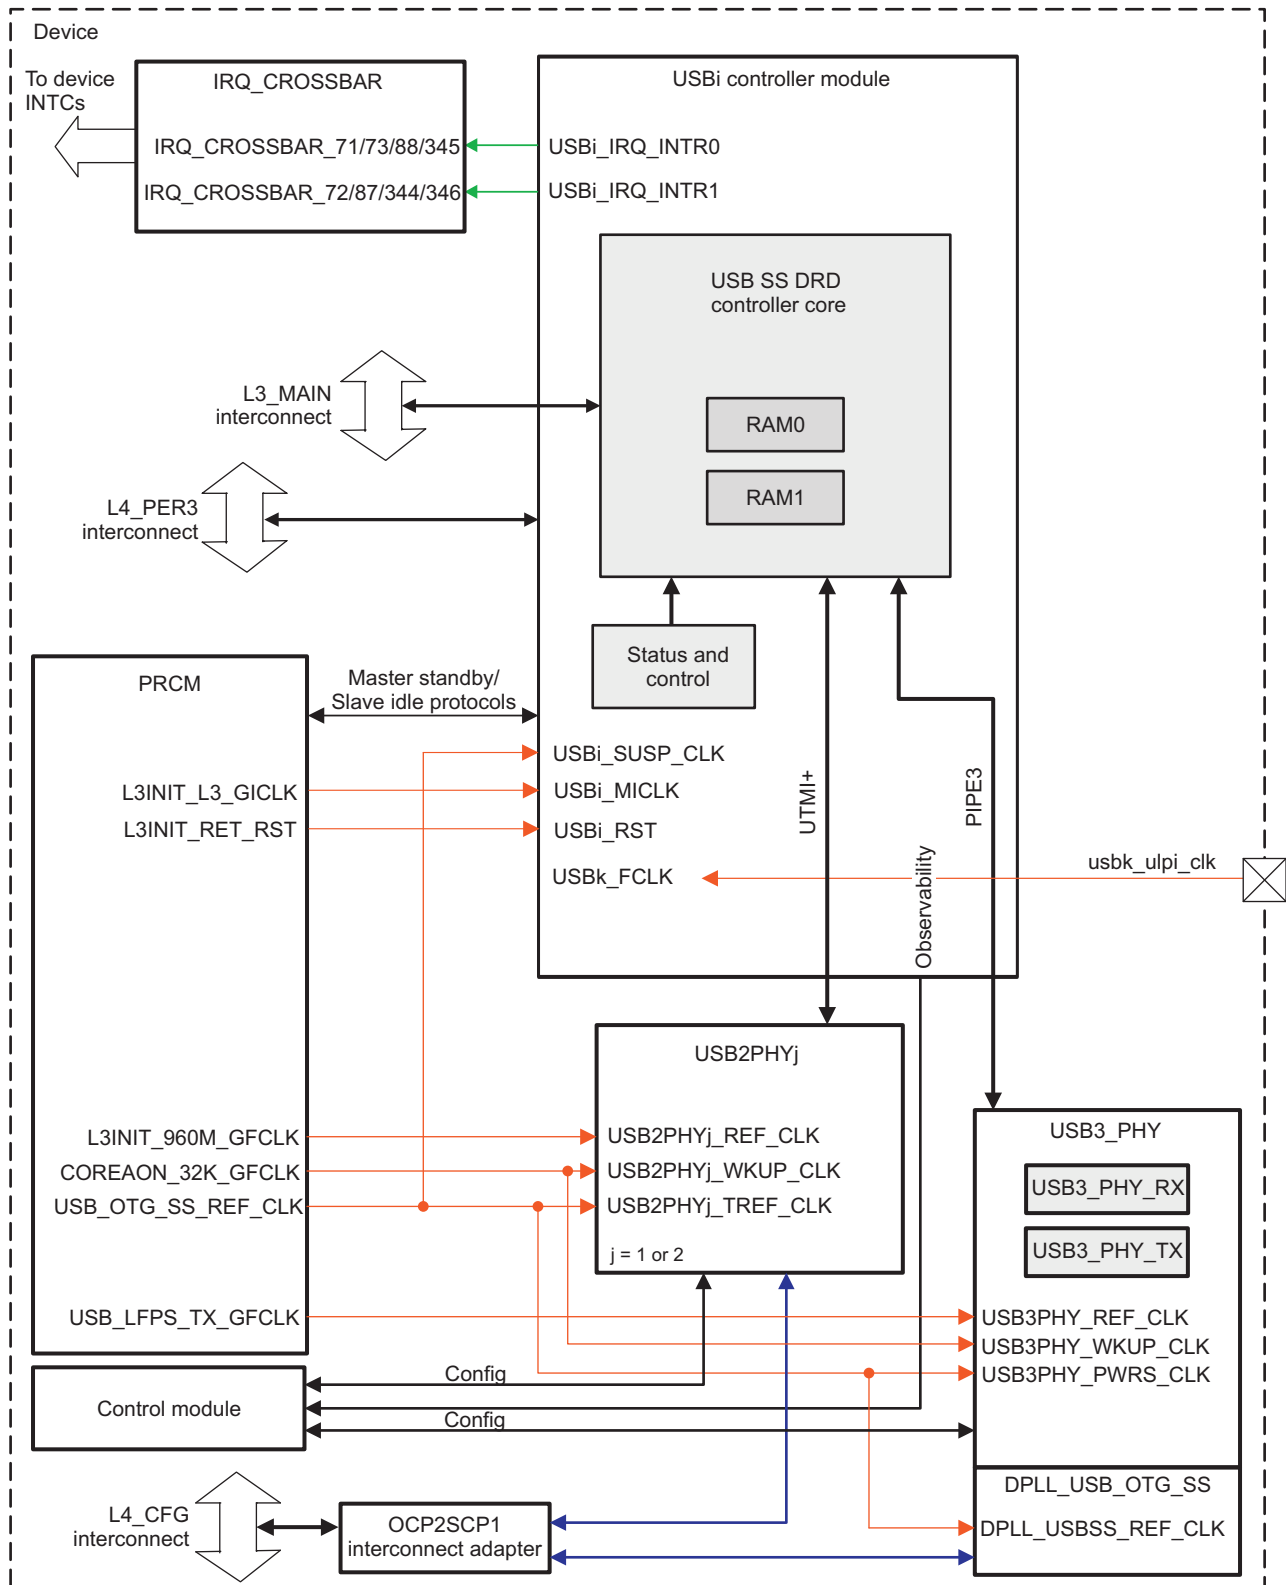 Device
To device
INTCs
IRQ_CROSSBAR
IRQ_CROSSBAR_71/73/88/345
IRQ_CROSSBAR_72/87/344/346
USBi controller module
USBi_IRQ_INTR0
USBi_IRQ_INTR1
USB SS DRD
controller core
RAM0
RAM1
L3_MAIN
interconnect
L4_PER3
interconnect
Status and
control
PRCM
Master standby/
Slave idle protocols
USBi_SUSP_CLK
L3INIT_L3_GICLK
USBi_MICLK
L3INIT_RET_RST
USBi_RST
USBk_FCLK
UTMI+
PIPE3
Observability
usbk_ulpi_clk
USB2PHYj
L3INIT_960M_GFCLK
USB2PHYj_REF_CLK
COREAON_32K_GFCLK
USB2PHYj_WKUP_CLK
USB_OTG_SS_REF_CLK
USB2PHYj_TREF_CLK
j = 1 or 2
USB3_PHY
USB3_PHY_RX
USB3_PHY_TX
USB_LFPS_TX_GFCLK
USB3PHY_REF_CLK
USB3PHY_WKUP_CLK
USB3PHY_PWRS_CLK
Control module
Config
Config
DPLL_USB_OTG_SS
DPLL_USBSS_REF_CLK
L4_CFG
interconnect
OCP2SCP1
interconnect adapter